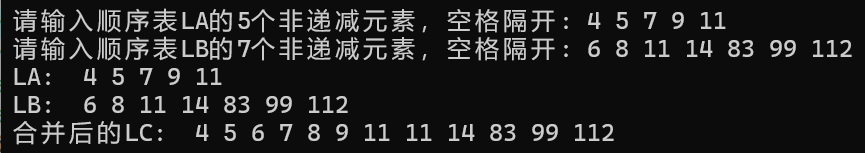 请输入顺序表LA的5个非递减元素，空格隔开：4 5 7 9 11
请输入顺序表LB的7个非递减元素，空格隔开：6 8 11 14 83 99 112
LA： 4 5 7 9 11
LB： 6 8 11 14 83 99 112
合并后的LC： 4 5 6 7 8 9 11 11 14 83 99 112